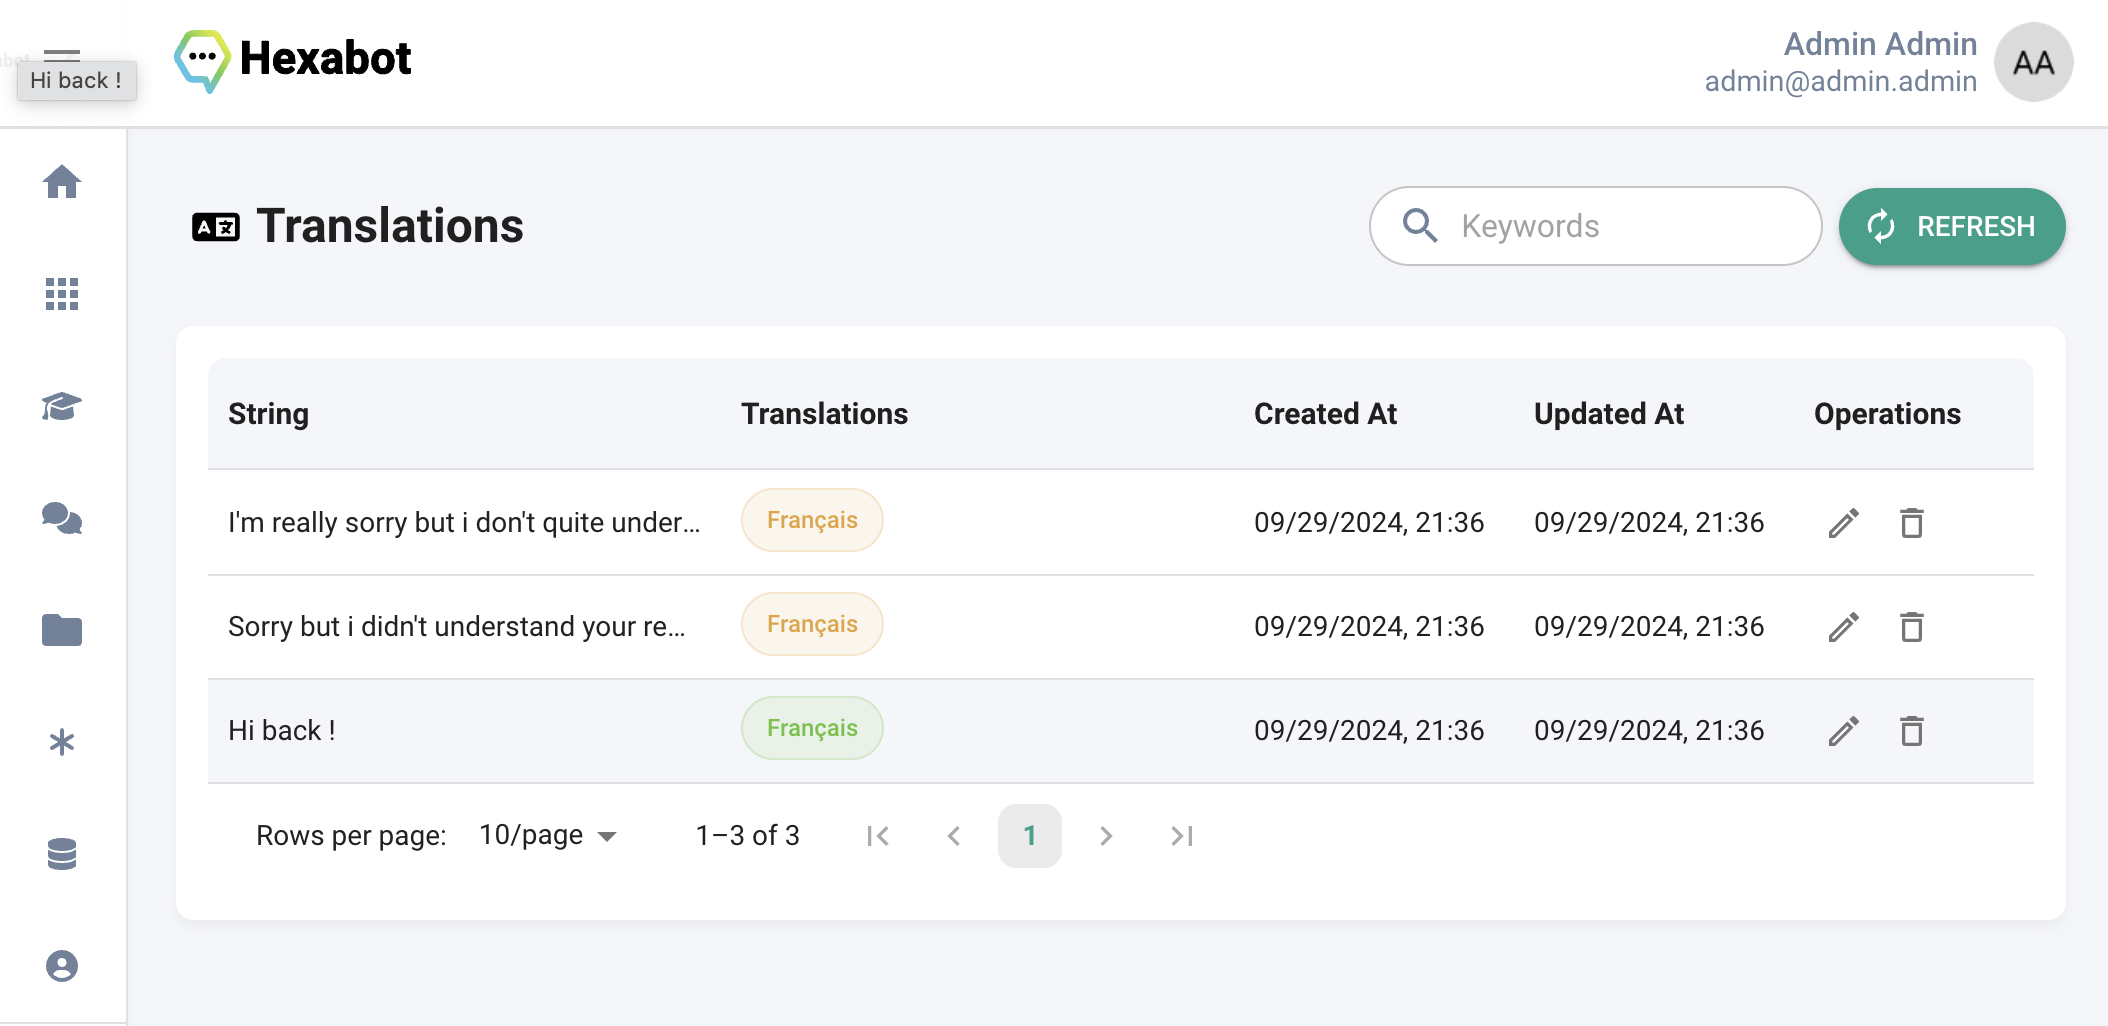 Hexabot
Admin Admin
admin@admin.admin
AA
Hi back !
Translations
Keywords
REFRESH
String Translations Created At Updated At Operations
I'm really sorry but i don't quite under... Français 09/29/2024, 21:36 09/29/2024, 21:36
Sorry but i didn't understand your re... Français 09/29/2024, 21:36 09/29/2024, 21:36
Hi back ! Français 09/29/2024, 21:36 09/29/2024, 21:36
Rows per page: 10/page 1–3 of 3 1